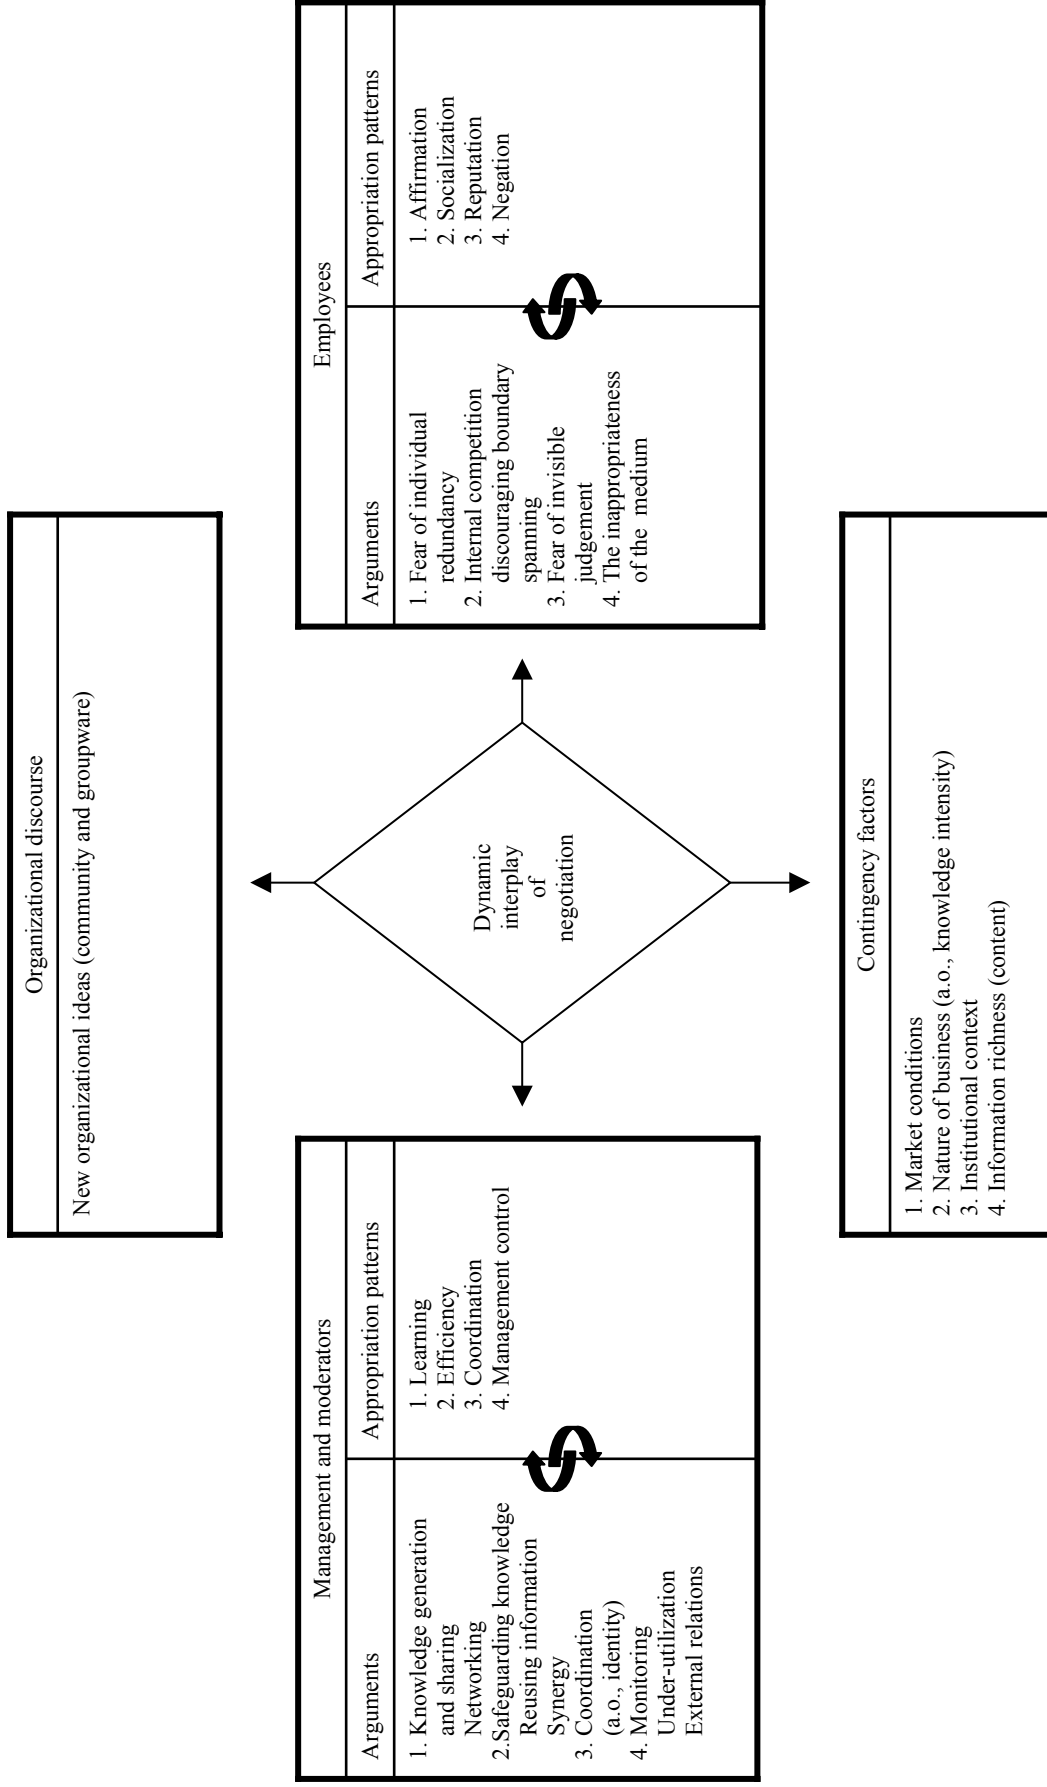 Organizational discourse
New organizational ideas (community and groupware)
Management and moderators
Arguments
Appropriation patterns
1. Knowledge generation
and sharing
Networking
2.Safeguarding knowledge
Reusing information
Synergy
3. Coordination
(a.o., identity)
4. Monitoring
Under-utilization
External relations
1. Learning
2. Efficiency
3. Coordination
4. Management control
Dynamic
interplay
of
negotiation
Employees
Arguments
Appropriation patterns
1. Fear of individual
redundancy
2. Internal competition
discouraging boundary
spanning
3. Fear of invisible
judgement
4. The inappropriateness
of the medium
1. Affirmation
2. Socialization
3. Reputation
4. Negation
Contingency factors
1. Market conditions
2. Nature of business (a.o., knowledge intensity)
3. Institutional context
4. Information richness (content)